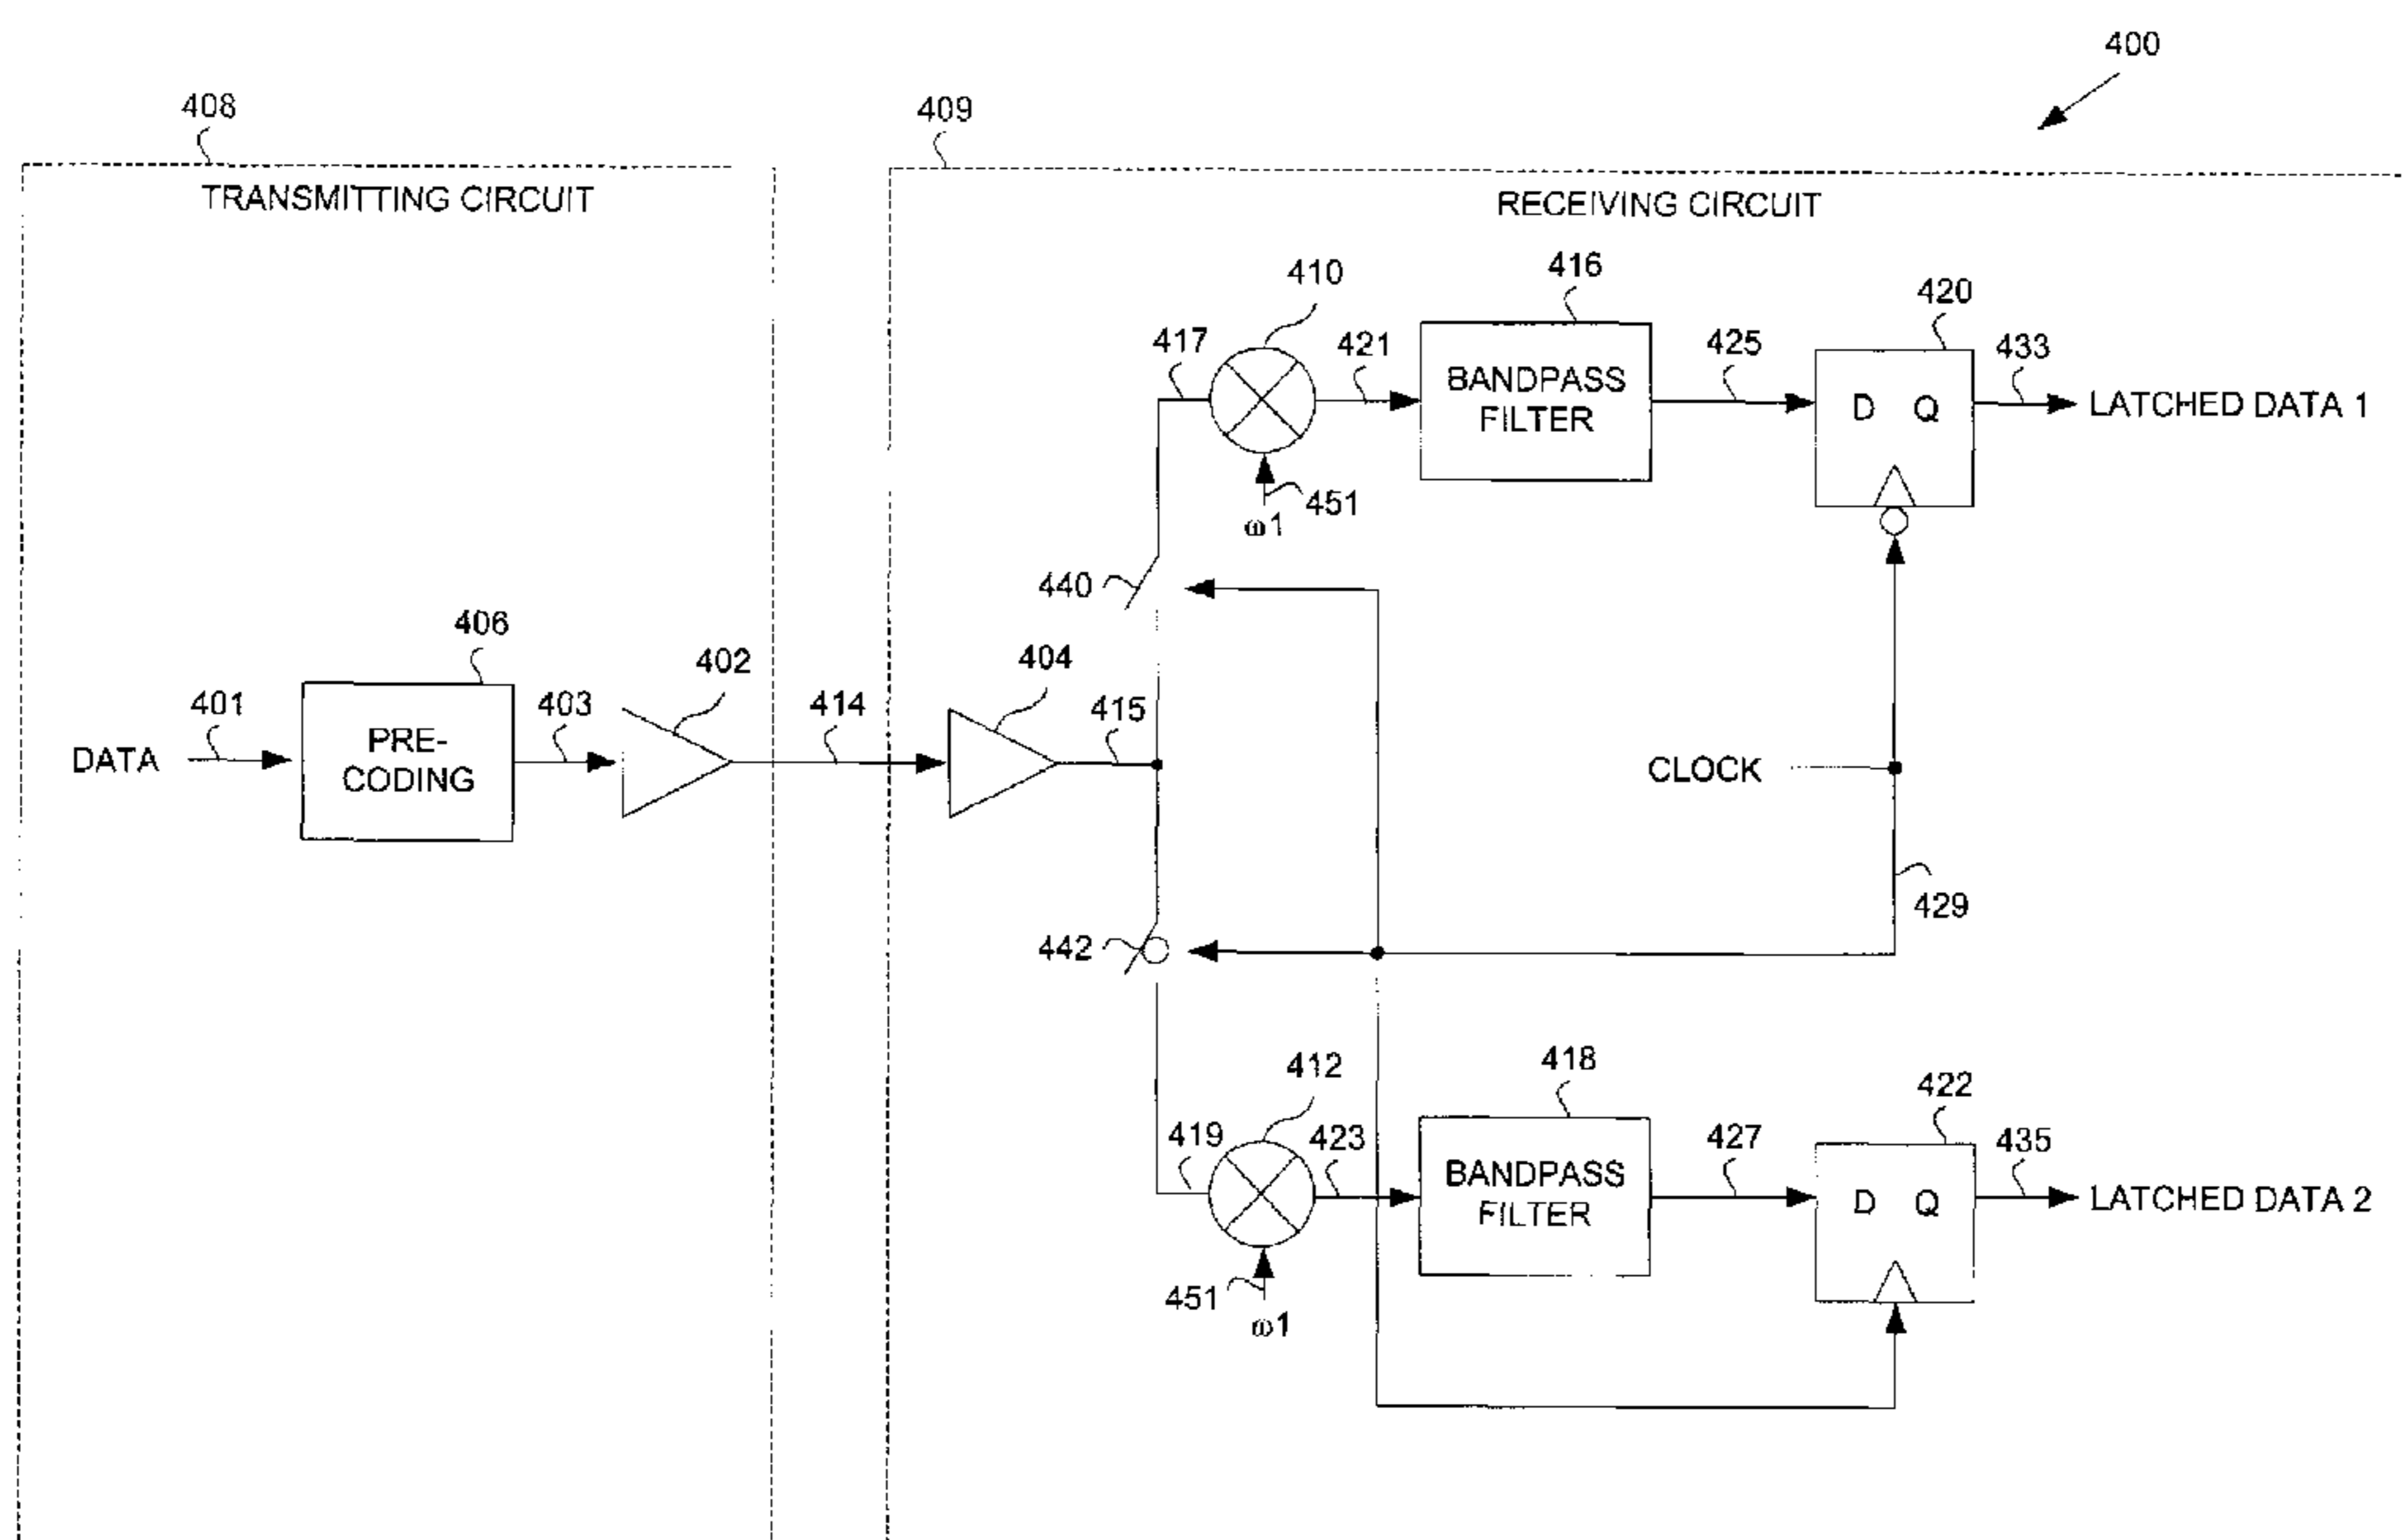 400
408
409
TRANSMITTING CIRCUIT
RECEIVING CIRCUIT
410
416
420
417
421
425
433
BANDPASS
FILTER
D Q
LATCHED DATA 1
451
ω1
440
406
402
404
401
403
414
415
DATA
PRE-
CODING
CLOCK
429
442
412
418
422
419
423
427
435
BANDPASS
FILTER
D Q
LATCHED DATA 2
451
ω1